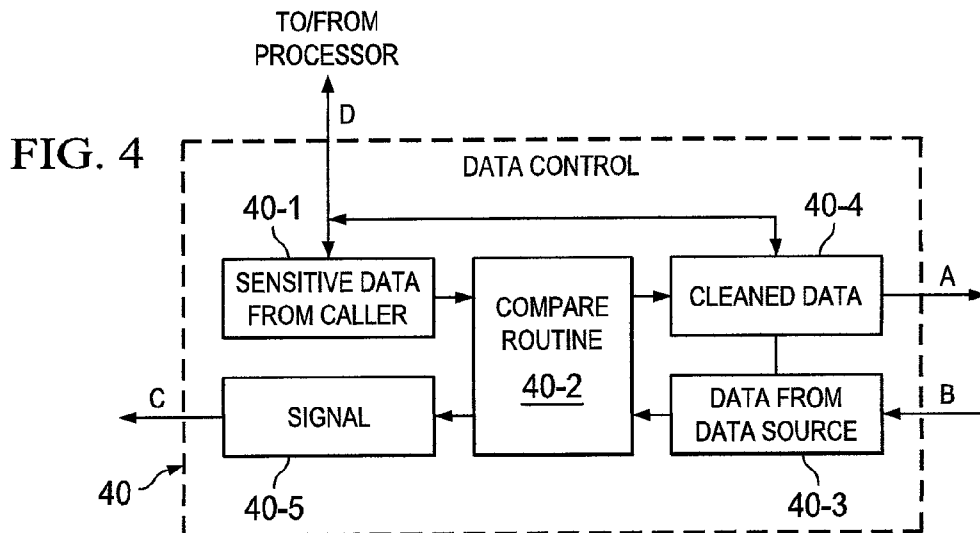 TO/FROM
PROCESSOR
D
FIG. 4
DATA CONTROL
40-1
40-4
SENSITIVE DATA
FROM CALLER
COMPARE
ROUTINE
40-2
CLEANED DATA
A
C
SIGNAL
DATA FROM
DATA SOURCE
B
40
40-5
40-3